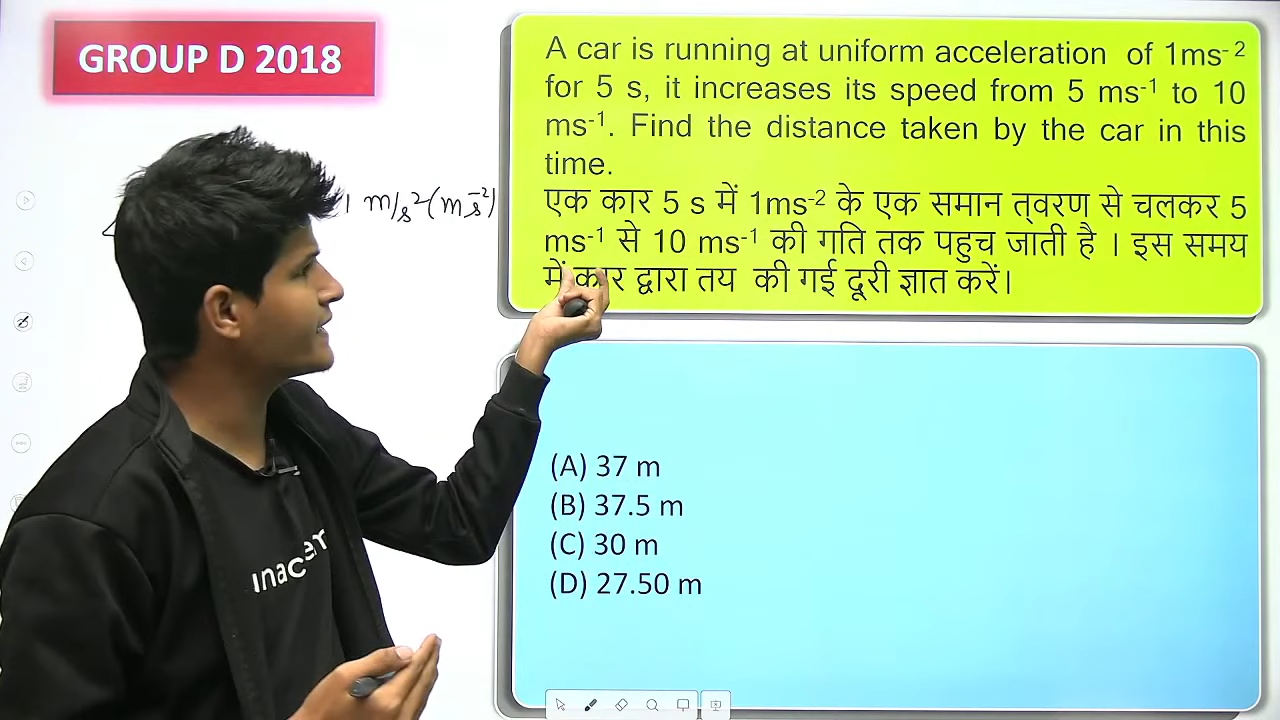 GROUP D 2018
A car is running at uniform acceleration of 1ms⁻²
for 5 s, it increases its speed from 5 ms⁻¹ to 10
ms⁻¹. Find the distance taken by the car in this
time.
एक कार 5 s में 1ms⁻² के एक समान त्वरण से चलकर 5
ms⁻¹ से 10 ms⁻¹ की गति तक पहुच जाती है । इस समय
में कार द्वारा तय की गई दूरी ज्ञात करें।
1 m/s²(ms⁻²)
(A) 37 m
(B) 37.5 m
(C) 30 m
(D) 27.50 m